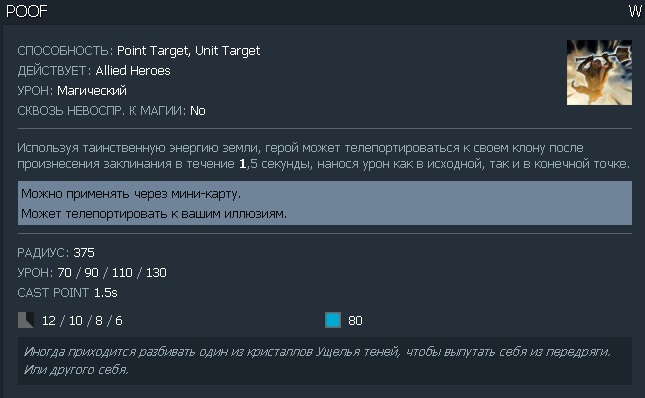 POOF W
СПОСОБНОСТЬ: Point Target, Unit Target
ДЕЙСТВУЕТ: Allied Heroes
УРОН: Магический
СКВОЗЬ НЕВОСПР. К МАГИИ: No
Используя таинственную энергию земли, герой может телепортироваться к своем клону после
произнесения заклинания в течение 1,5 секунды, нанося урон как в исходной, так и в конечной точке.
Можно применять через мини-карту.
Может телепортировать к вашим иллюзиям.
РАДИУС: 375
УРОН: 70 / 90 / 110 / 130
CAST POINT 1.5s
12 / 10 / 8 / 6 80
Иногда приходится разбивать один из кристаллов Ущелья теней, чтобы выпутать себя из передряги.
Или другого себя.